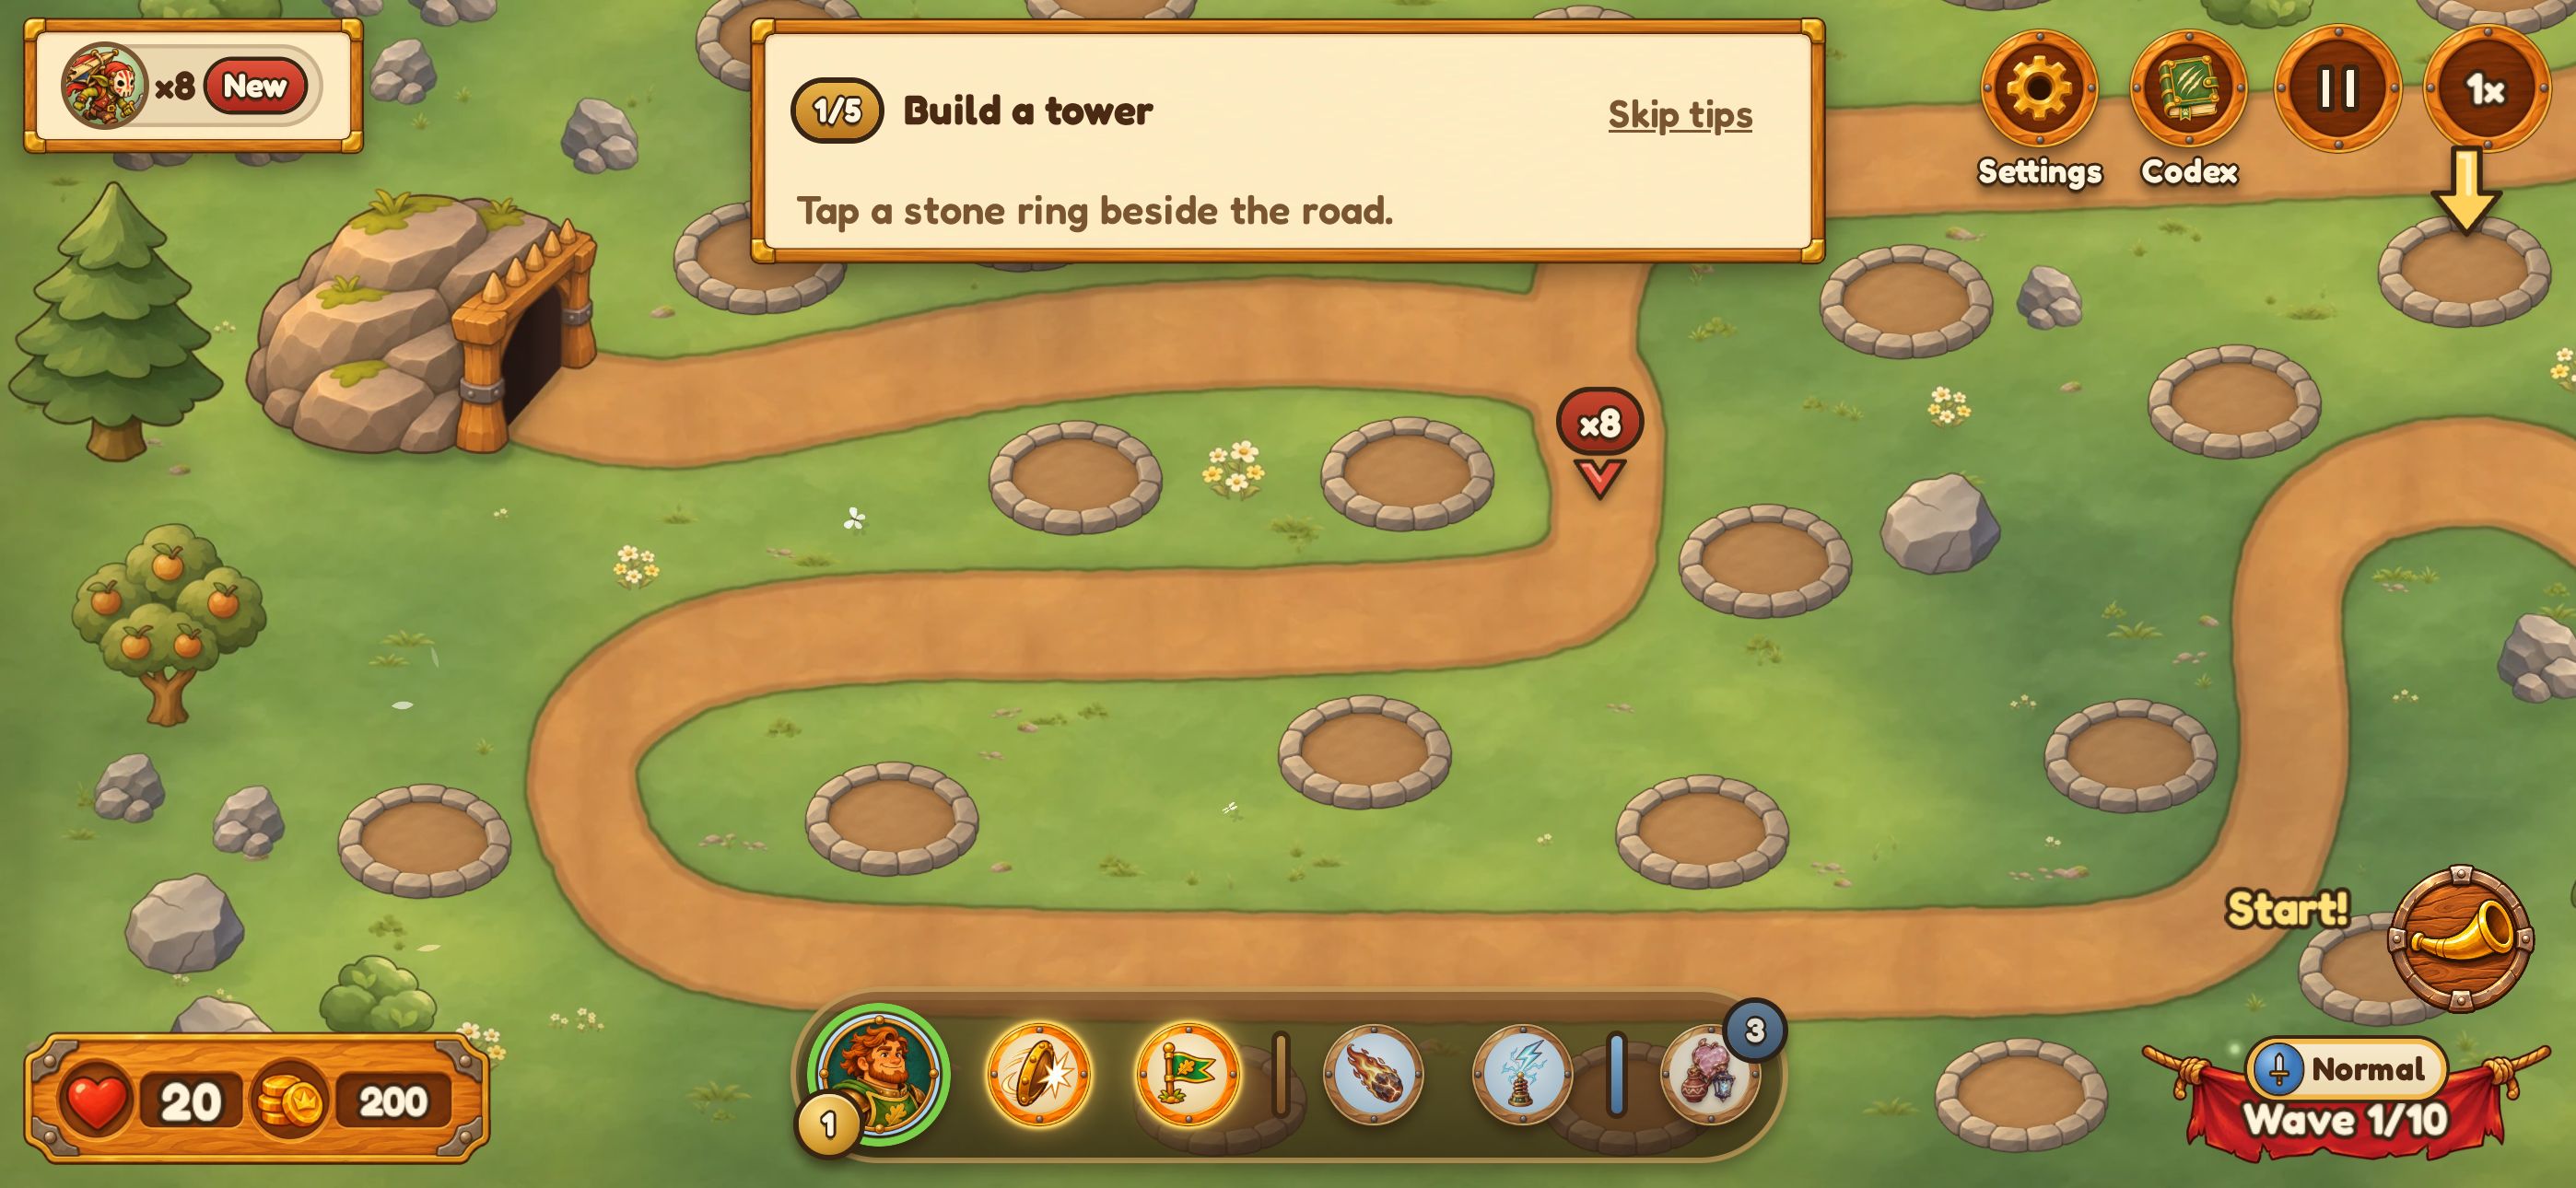 x8 New
1/5 Build a tower
Skip tips
Tap a stone ring beside the road.
Settings
Codex
1x
x8
Start!
20
200
1
3
Normal
Wave 1/10